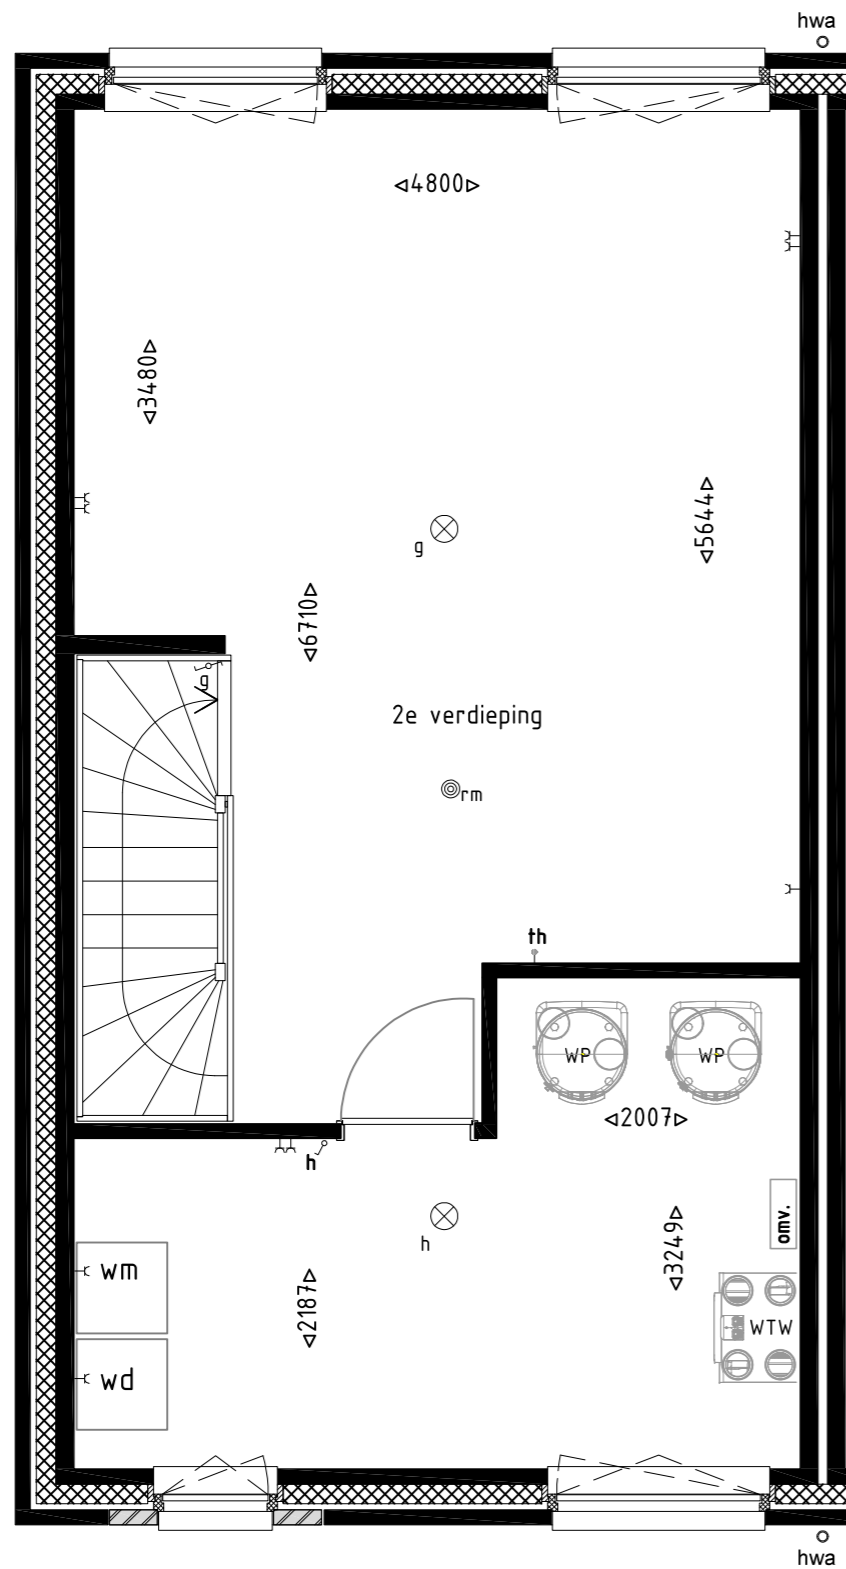 hwa
◁4800▷
◁3480▷
◁5644▷
g
◁6710▷
g
2e verdieping
rm
th
WP WP
◁2007▷
h
omv.
h
◁3249▷
wm
◁2187▷
WTW
wd
hwa